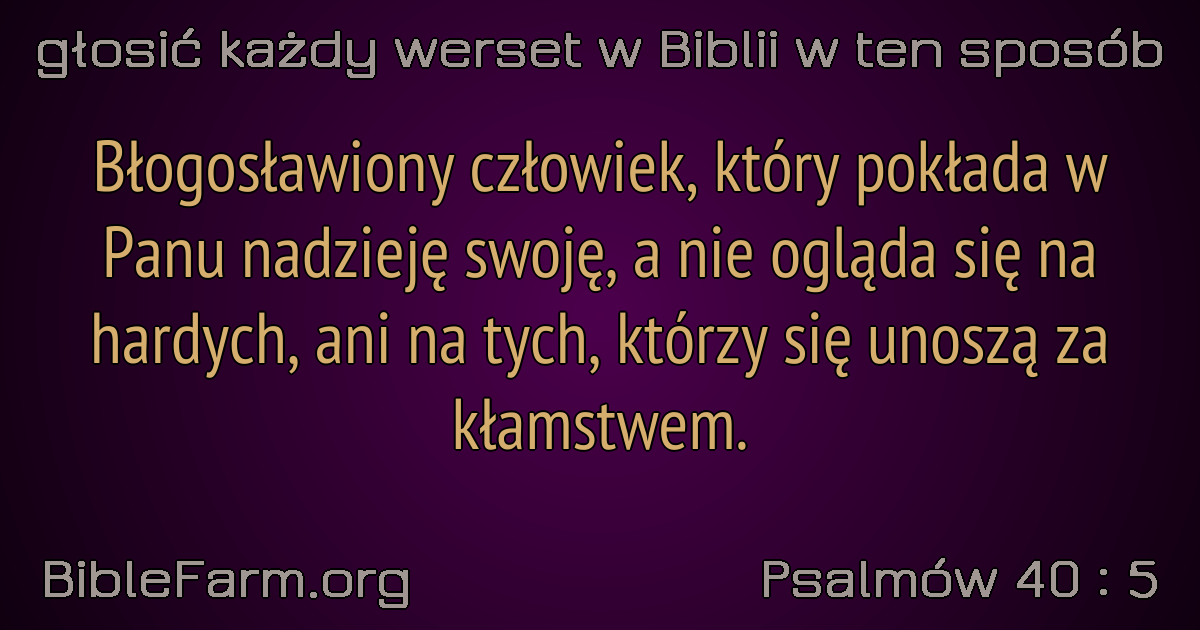 głosić każdy werset w Biblii w ten sposób
Błogosławiony człowiek, który pokłada w
Panu nadzieję swoję, a nie ogląda się na
hardych, ani na tych, którzy się unoszą za
kłamstwem.
BibleFarm.org
Psalmów 40 : 5